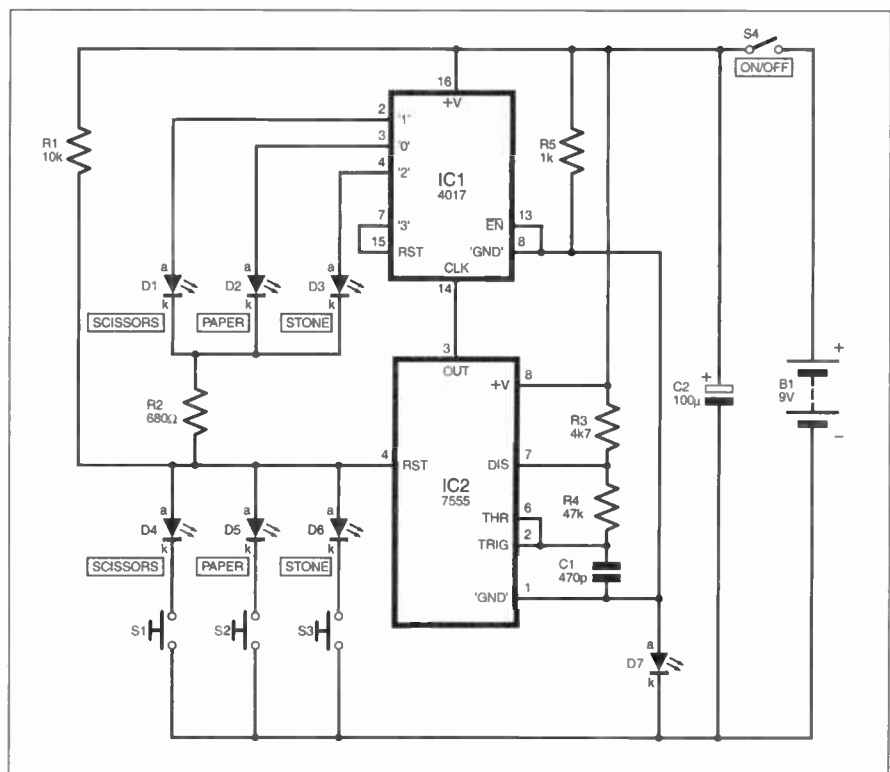 S4
ON/OFF
16
+V
R1
10k
2
'1'
3
'0'
4
'2'
7
'3'
15
RST
IC1
4017
R5
1k
13
EN
8
'GND'
CLK
14
a
D1
k
SCISSORS
a
D2
k
PAPER
a
D3
k
STONE
3
OUT
8
+V
R2
680Ω
R3
4k7
C2
100µ
+
B1
9V
+
−
4
RST
7
DIS
IC2
7555
R4
47k
6
THR
2
TRIG
C1
470p
1
'GND'
a
D4
k
SCISSORS
a
D5
k
PAPER
a
D6
k
STONE
S1
S2
S3
a
D7
k